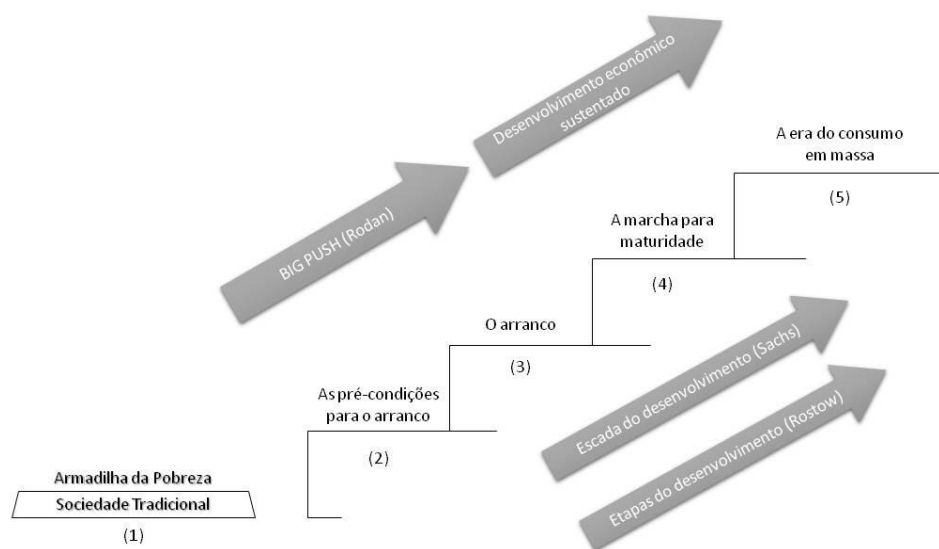 Desenvolvimento econômico
sustentado
A era do consumo
em massa
(5)
BIG PUSH (Rodan)
A marcha para
maturidade
(4)
O arranco
(3)
Escada do desenvolvimento (Sachs)
As pré-condições
para o arranco
(2)
Etapas do desenvolvimento (Rostow)
Armadilha da Pobreza
Sociedade Tradicional
(1)